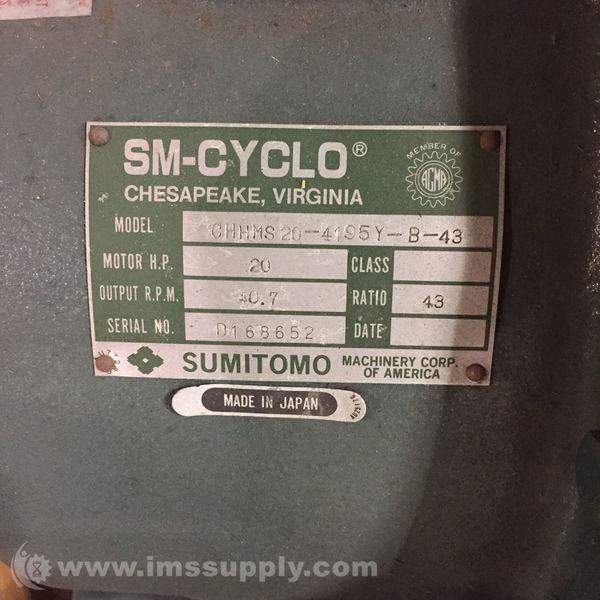 SM-CYCLO®
CHESAPEAKE, VIRGINIA
MEMBER OF
AGMA
MODEL CHHMS20-4195Y-B-43
MOTOR H.P. 20 CLASS
OUTPUT R.P.M. 40.7 RATIO 43
SERIAL NO. D168652 DATE
SUMITOMO MACHINERY CORP. OF AMERICA
MADE IN JAPAN
www.imssupply.com